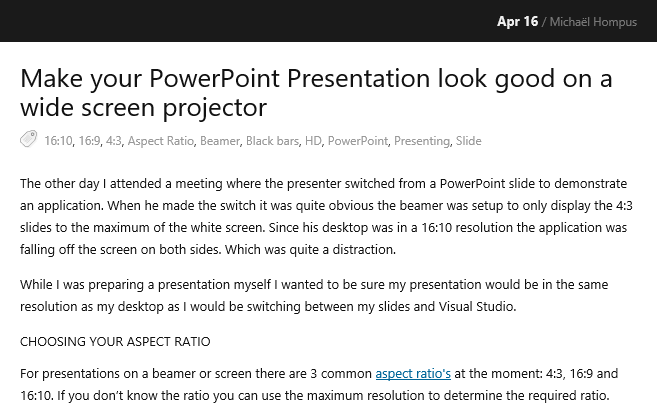 Apr 16 / Michaël Hompus
Make your PowerPoint Presentation look good on a
wide screen projector
16:10, 16:9, 4:3, Aspect Ratio, Beamer, Black bars, HD, PowerPoint, Presenting, Slide
The other day I attended a meeting where the presenter switched from a PowerPoint slide to demonstrate
an application. When he made the switch it was quite obvious the beamer was setup to only display the 4:3
slides to the maximum of the white screen. Since his desktop was in a 16:10 resolution the application was
falling off the screen on both sides. Which was quite a distraction.
While I was preparing a presentation myself I wanted to be sure my presentation would be in the same
resolution as my desktop as I would be switching between my slides and Visual Studio.
CHOOSING YOUR ASPECT RATIO
For presentations on a beamer or screen there are 3 common aspect ratio's at the moment: 4:3, 16:9 and
16:10. If you don’t know the ratio you can use the maximum resolution to determine the required ratio.